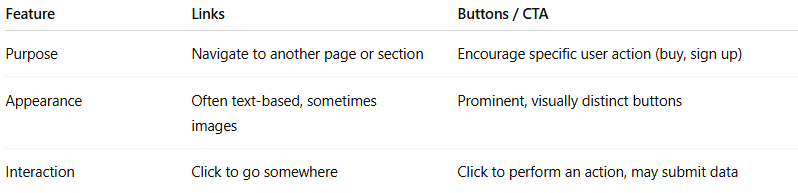 Feature Links Buttons / CTA
Purpose Navigate to another page or section Encourage specific user action (buy, sign up)
Appearance Often text-based, sometimes images Prominent, visually distinct buttons
Interaction Click to go somewhere Click to perform an action, may submit data